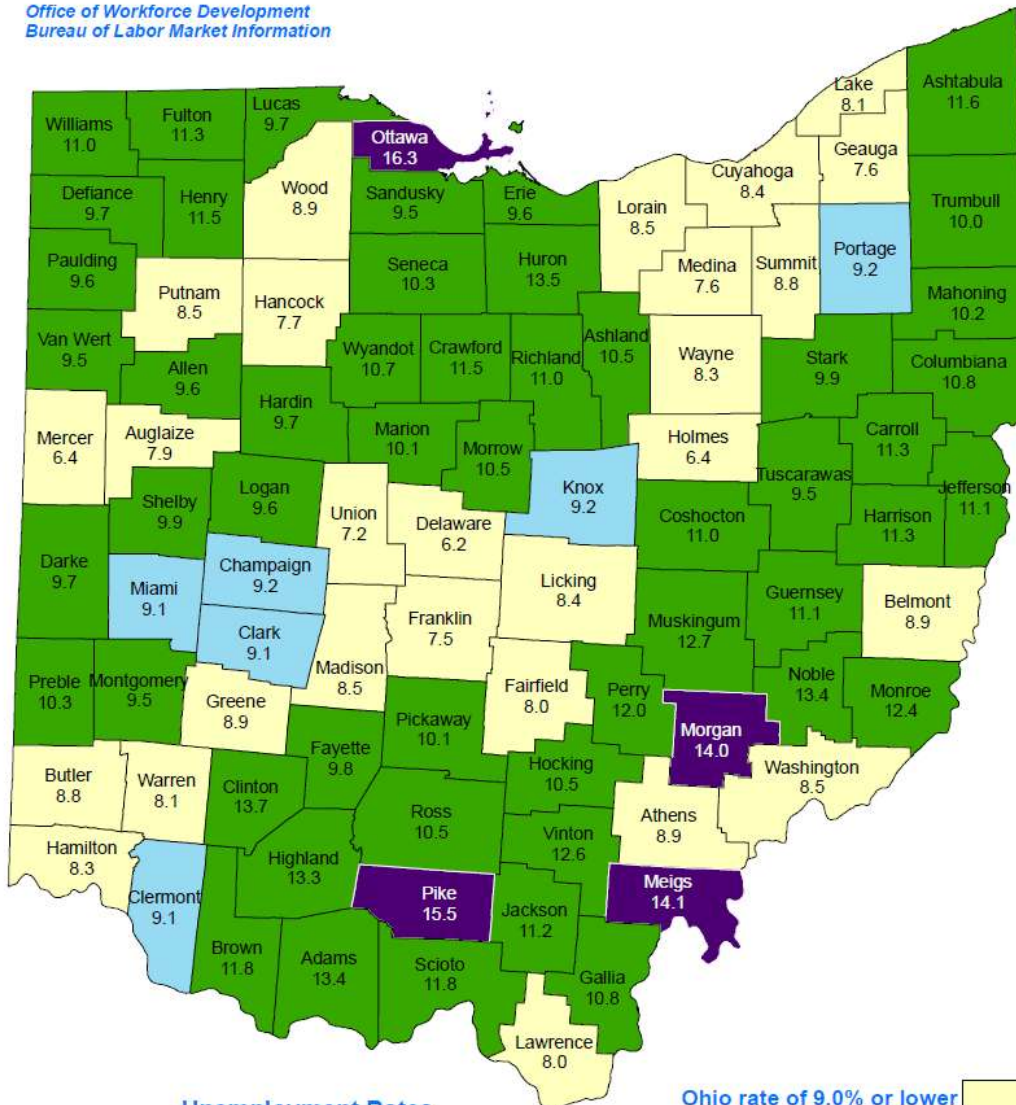 Office of Workforce Development
Bureau of Labor Market Information
Lake
8.1
Ashtabula
11.6
Lucas
9.7
Fulton
11.3
Williams
11.0
Ottawa
16.3
Geauga
7.6
Cuyahoga
8.4
Wood
8.9
Sandusky
9.5
Erie
9.6
Defiance
9.7
Henry
11.5
Lorain
8.5
Trumbull
10.0
Portage
9.2
Paulding
9.6
Seneca
10.3
Huron
13.5
Medina
7.6
Summit
8.8
Putnam
8.5
Hancock
7.7
Mahoning
10.2
Van Wert
9.5
Wyandot
10.7
Crawford
11.5
Richland
11.0
Ashland
10.5
Wayne
8.3
Stark
9.9
Columbiana
10.8
Allen
9.6
Hardin
9.7
Mercer
6.4
Auglaize
7.9
Marion
10.1
Morrow
10.5
Holmes
6.4
Carroll
11.3
Tuscarawas
9.5
Jefferson
11.1
Shelby
9.9
Logan
9.6
Knox
9.2
Union
7.2
Delaware
6.2
Coshocton
11.0
Harrison
11.3
Darke
9.7
Miami
9.1
Champaign
9.2
Licking
8.4
Guernsey
11.1
Belmont
8.9
Clark
9.1
Franklin
7.5
Muskingum
12.7
Madison
8.5
Preble
10.3
Montgomery
9.5
Greene
8.9
Fairfield
8.0
Perry
12.0
Noble
13.4
Monroe
12.4
Pickaway
10.1
Morgan
14.0
Fayette
9.8
Butler
8.8
Warren
8.1
Clinton
13.7
Hocking
10.5
Washington
8.5
Ross
10.5
Athens
8.9
Vinton
12.6
Hamilton
8.3
Highland
13.3
Clermont
9.1
Pike
15.5
Meigs
14.1
Jackson
11.2
Brown
11.8
Adams
13.4
Scioto
11.8
Gallia
10.8
Lawrence
8.0
Unemployment Rates
Ohio rate of 9.0% or lower